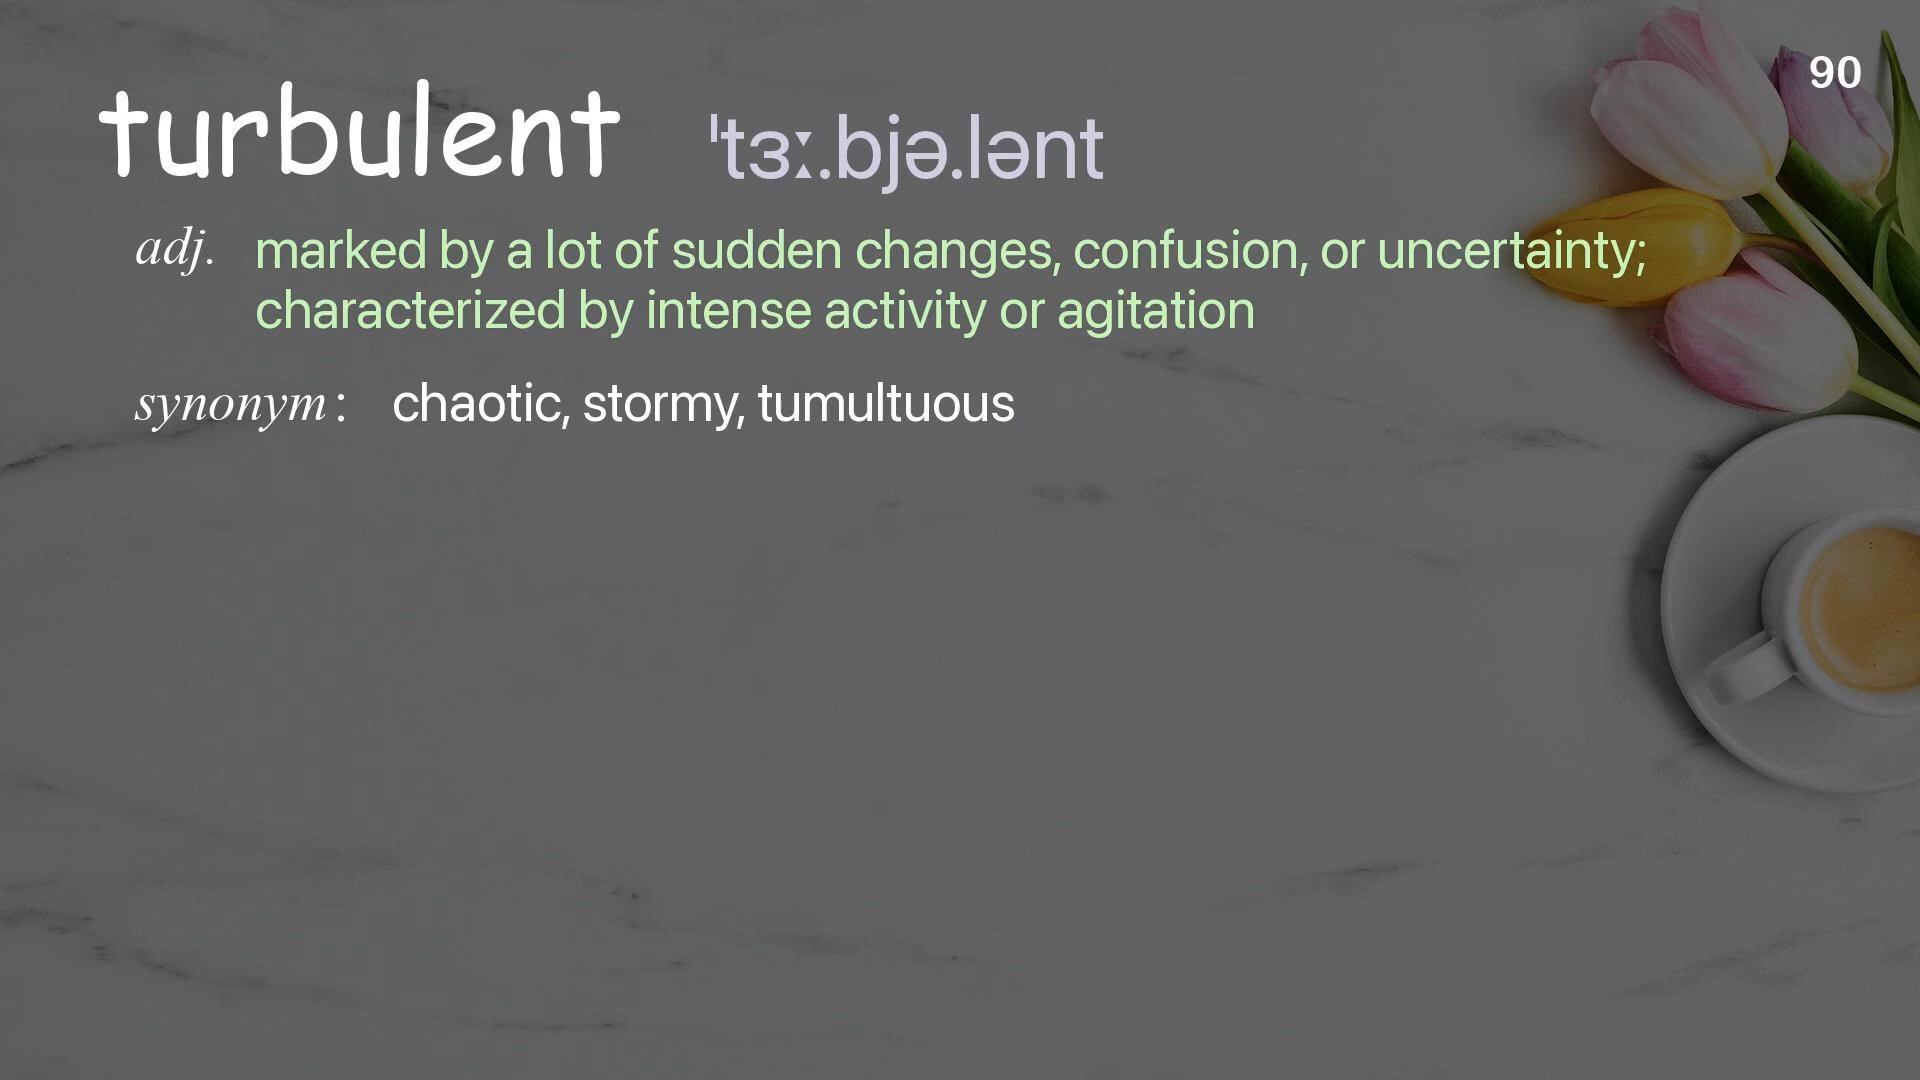 90
turbulent ˈtɜː.bjə.lənt
adj. marked by a lot of sudden changes, confusion, or uncertainty;
characterized by intense activity or agitation
synonym : chaotic, stormy, tumultuous